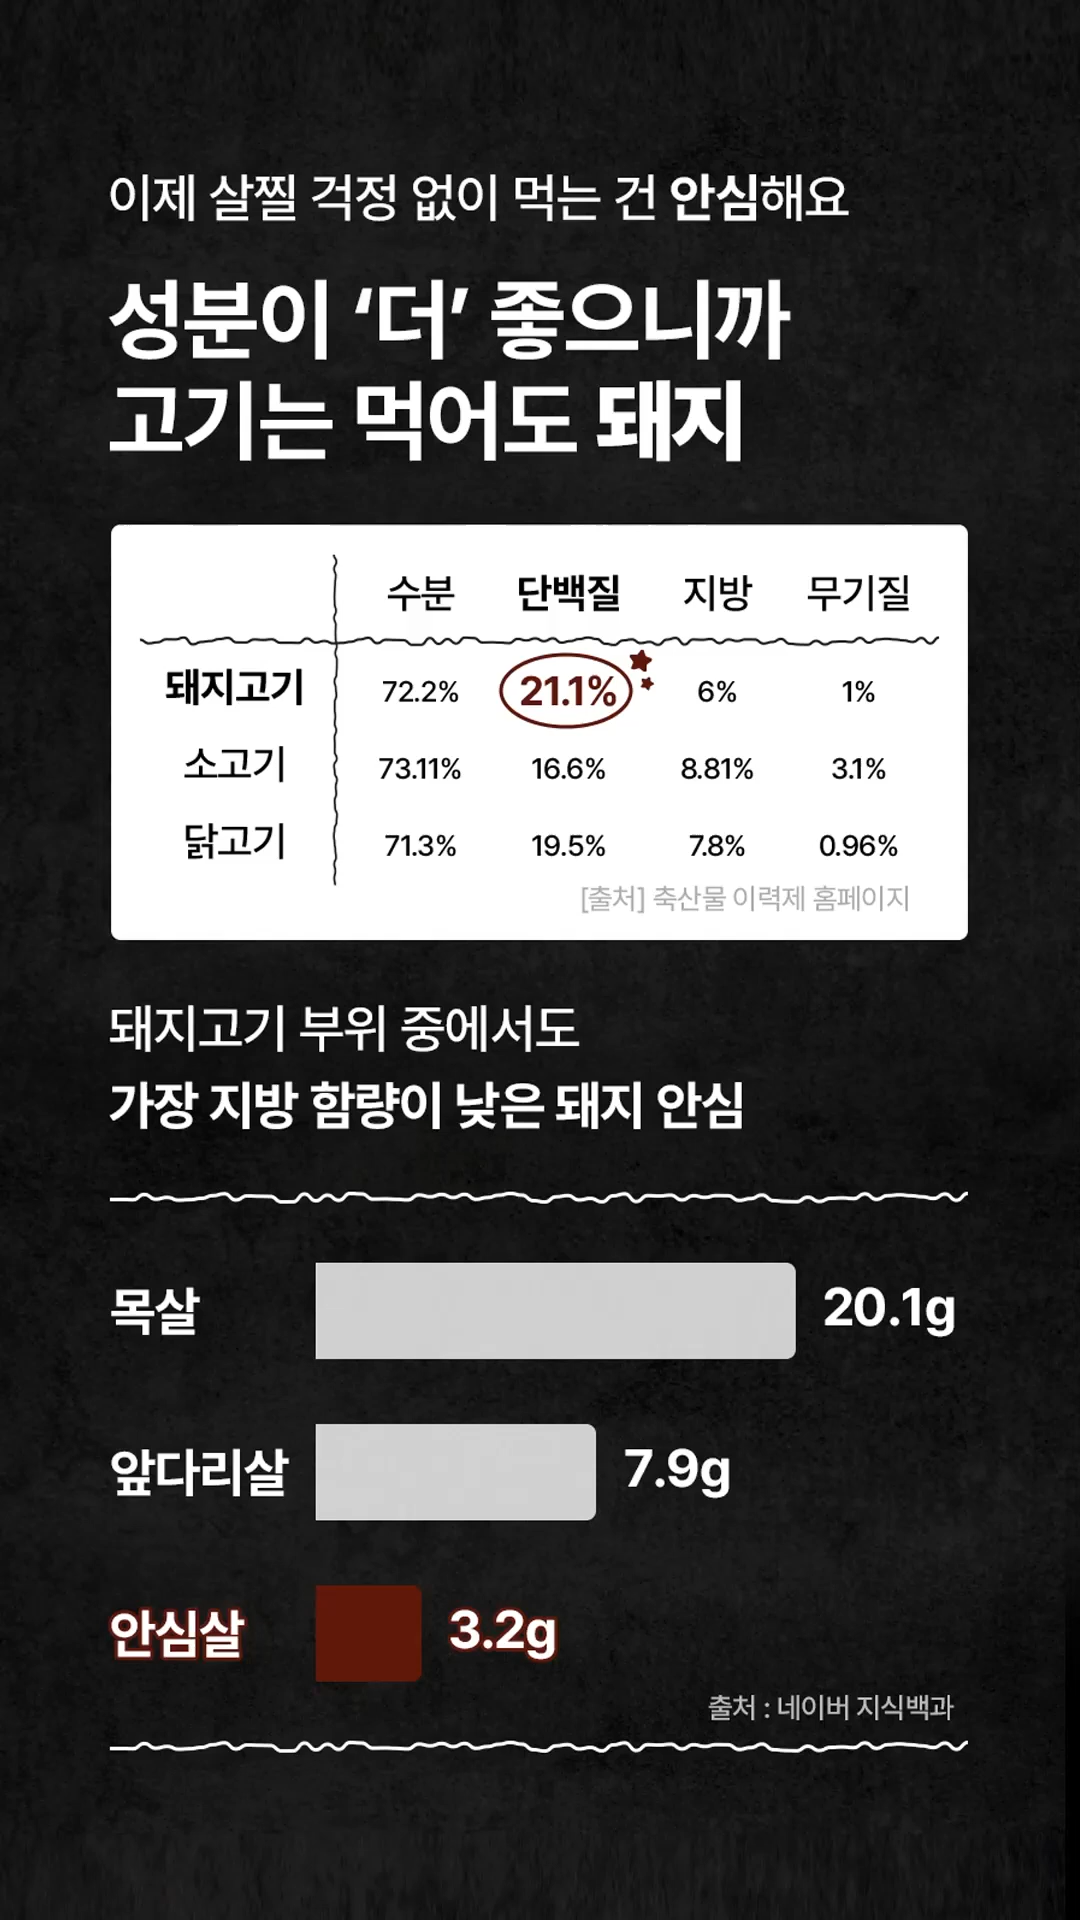 이제 살찔 걱정 없이 먹는 건 안심해요
성분이 ‘더’ 좋으니까
고기는 먹어도 돼지
수분 단백질 지방 무기질
돼지고기 72.2% 21.1% 6% 1%
소고기 73.11% 16.6% 8.81% 3.1%
닭고기 71.3% 19.5% 7.8% 0.96%
[출처] 축산물 이력제 홈페이지
돼지고기 부위 중에서도
가장 지방 함량이 낮은 돼지 안심
목살 20.1g
앞다리살 7.9g
안심살 3.2g
출처 : 네이버 지식백과